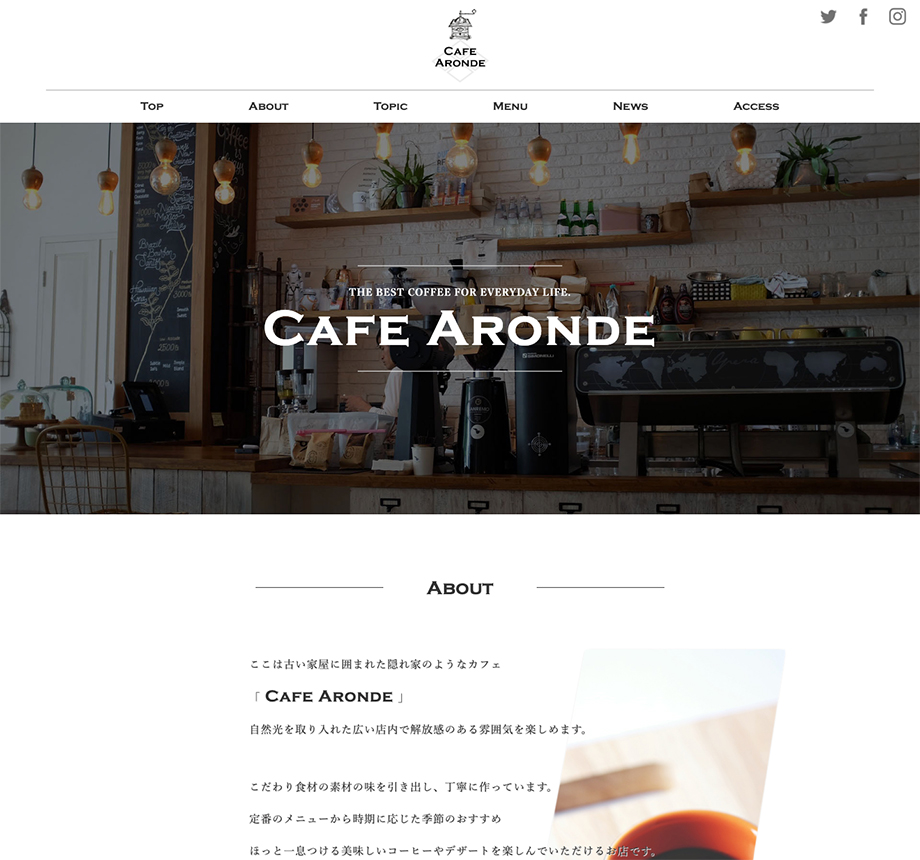 CAFE
ARONDE
TOP
ABOUT
TOPIC
MENU
NEWS
ACCESS
THE BEST COFFEE FOR EVERYDAY LIFE.
CAFE ARONDE
ABOUT
ここは古い家屋に囲まれた隠れ家のようなカフェ
「 CAFE ARONDE 」
自然光を取り入れた広い店内で解放感のある雰囲気を楽しめます。
こだわり食材の素材の味を引き出し、丁寧に作っています。
定番のメニューから時期に応じた季節のおすすめ
ほっと一息つける美味しいコーヒーやデザートを楽しんでいただけるお店です。